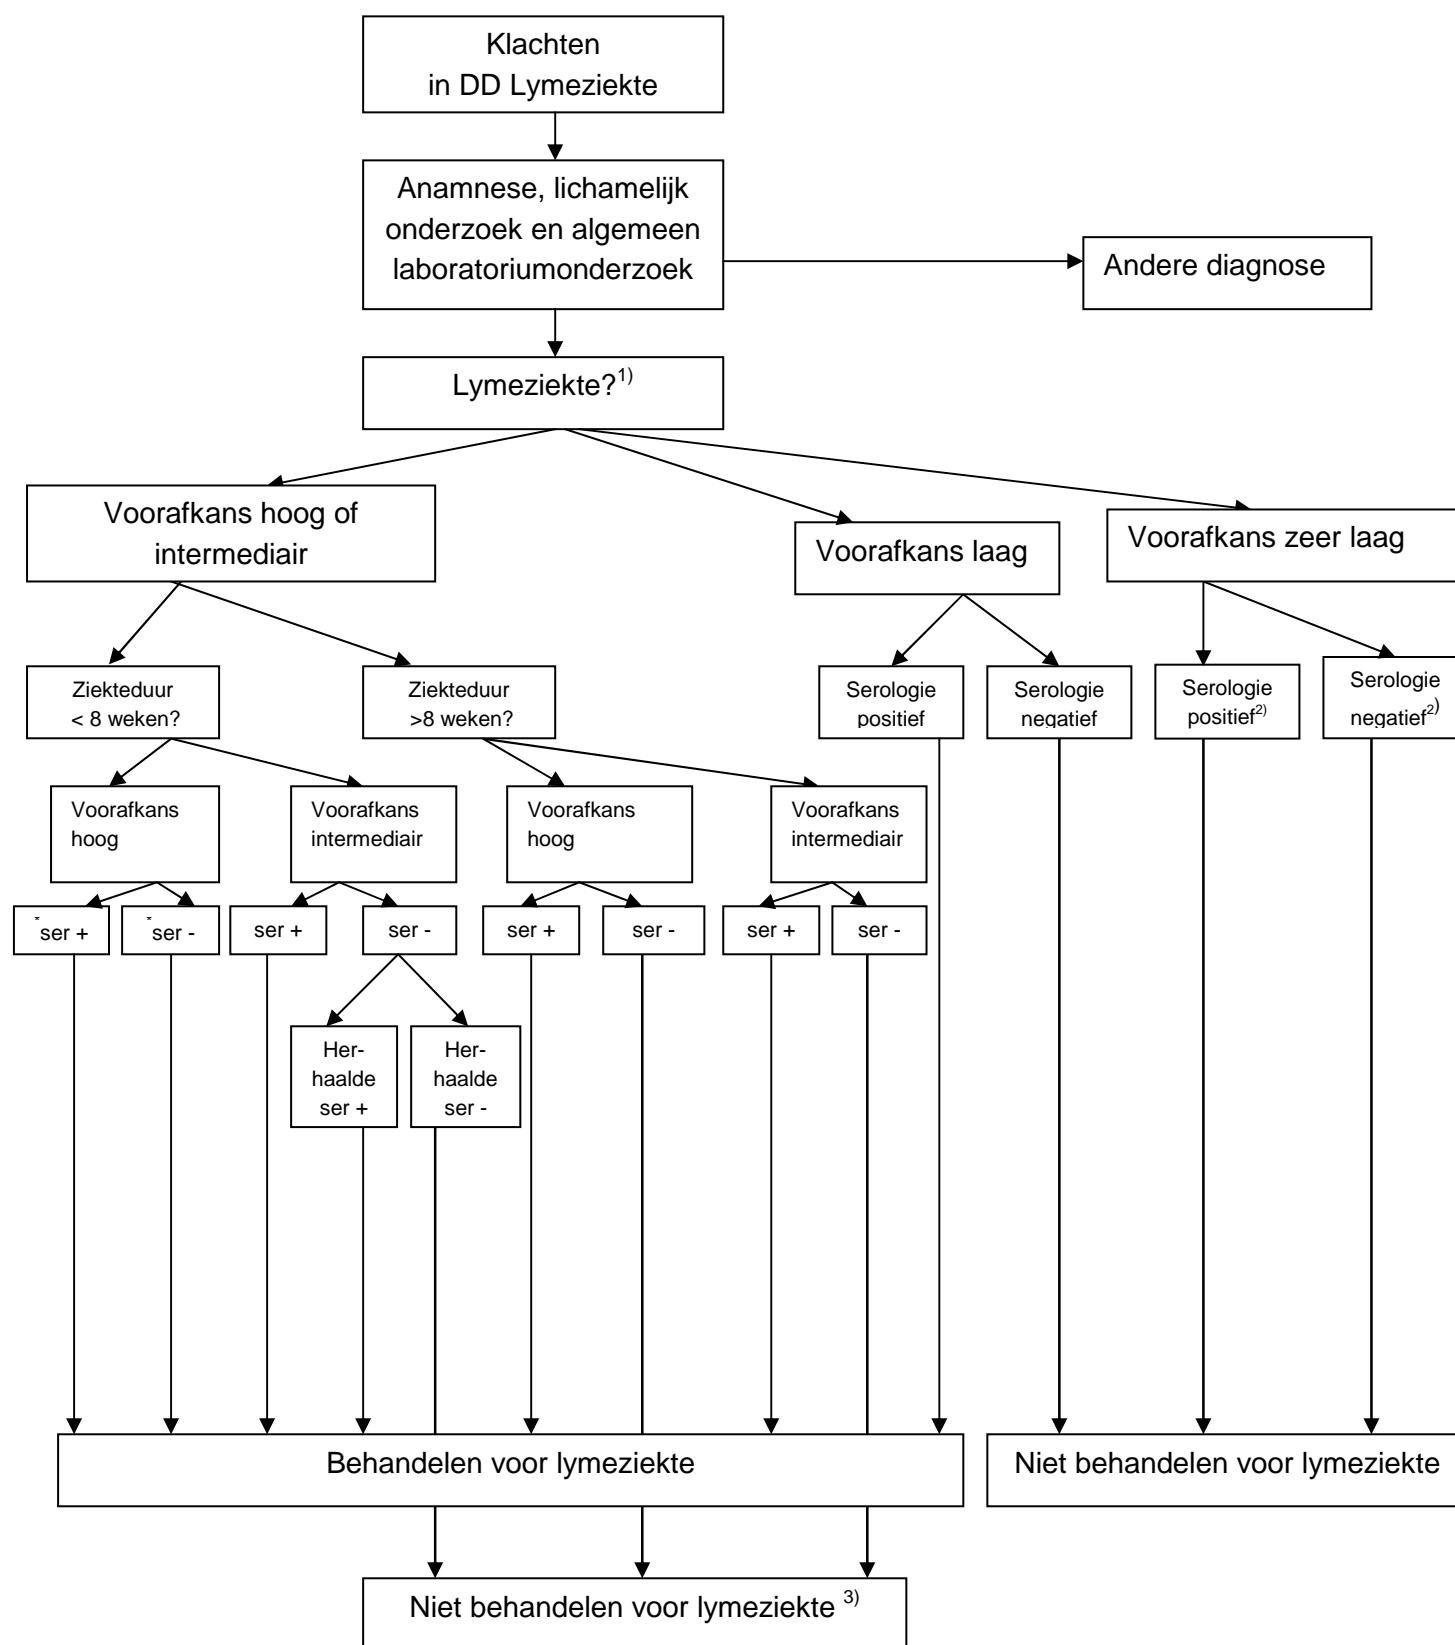 Klachten
in DD Lymeziekte
Anamnese, lichamelijk
onderzoek en algemeen
laboratoriumonderzoek
Andere diagnose
Lymeziekte?1)
Voorafkans hoog of
intermediair
Voorafkans laag
Voorafkans zeer laag
Ziekteduur
< 8 weken?
Ziekteduur
>8 weken?
Serologie
positief
Serologie
negatief
Serologie
positief2)
Serologie
negatief2)
Voorafkans
hoog
Voorafkans
intermediair
Voorafkans
hoog
Voorafkans
intermediair
*ser +
*ser -
ser +
ser -
ser +
ser -
ser +
ser -
Her-
haalde
ser +
Her-
haalde
ser -
Behandelen voor lymeziekte
Niet behandelen voor lymeziekte
Niet behandelen voor lymeziekte 3)